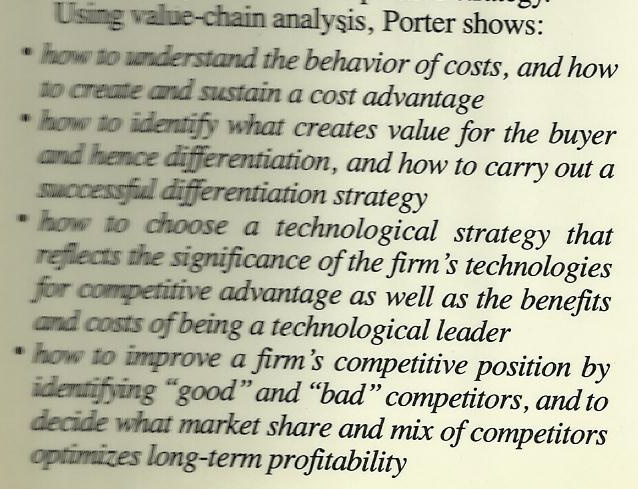 Using value-chain analysis, Porter shows:
• how to understand the behavior of costs, and how
to create and sustain a cost advantage
• how to identify what creates value for the buyer
and hence differentiation, and how to carry out a
successful differentiation strategy
• how to choose a technological strategy that
reflects the significance of the firm's technologies
for competitive advantage as well as the benefits
and costs of being a technological leader
• how to improve a firm's competitive position by
identifying “good” and “bad” competitors, and to
decide what market share and mix of competitors
optimizes long-term profitability